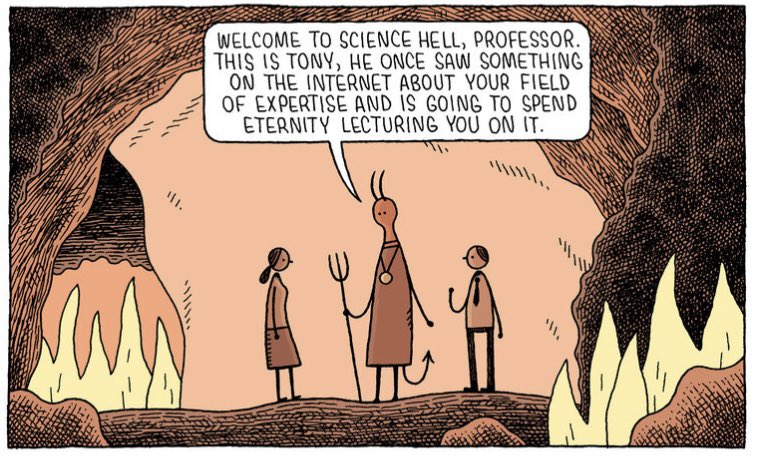 WELCOME TO SCIENCE HELL, PROFESSOR.
THIS IS TONY, HE ONCE SAW SOMETHING
ON THE INTERNET ABOUT YOUR FIELD
OF EXPERTISE AND IS GOING TO SPEND
ETERNITY LECTURING YOU ON IT.